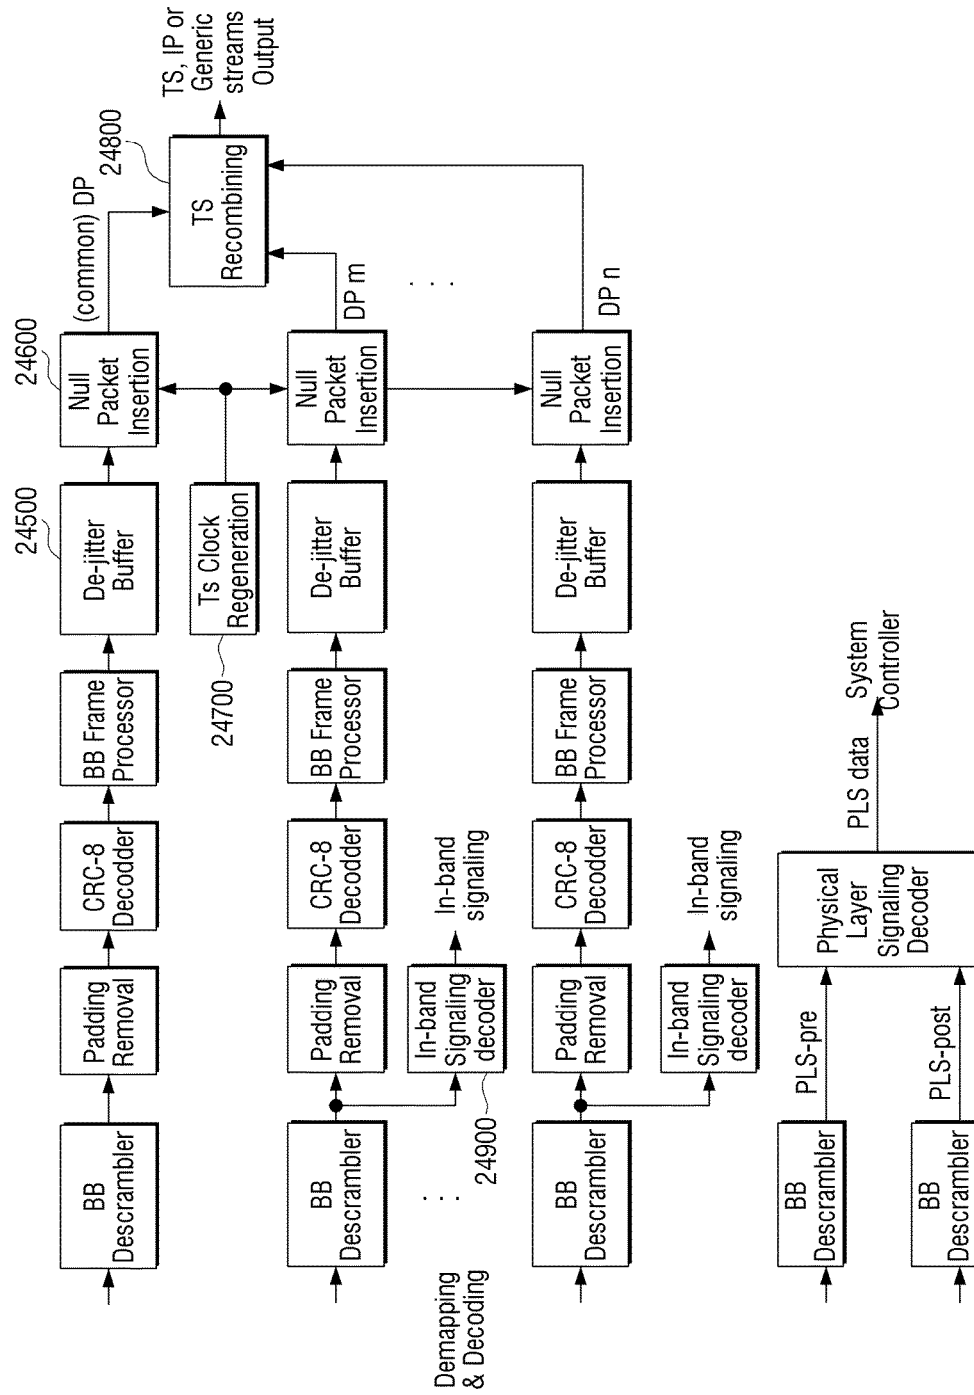 Demapping
& Decoding
BB
Descrambler
Padding
Removal
CRC-8
Decodder
BB Frame
Processor
De-jitter
Buffer
24500
Null
Packet
Insertion
24600
(common) DP
TS
Recombining
24800
TS, IP or
Generic
streams
Output
Ts Clock
Regeneration
24700
BB
Descrambler
Padding
Removal
CRC-8
Decodder
BB Frame
Processor
De-jitter
Buffer
Null
Packet
Insertion
DP m
In-band
Signaling
decoder
24900
In-band
signaling
. . .
. . .
BB
Descrambler
Padding
Removal
CRC-8
Decodder
BB Frame
Processor
De-jitter
Buffer
Null
Packet
Insertion
DP n
In-band
Signaling
decoder
In-band
signaling
BB
Descrambler
PLS-pre
BB
Descrambler
PLS-post
Physical
Layer
Signaling
Decoder
PLS data
System
Controller